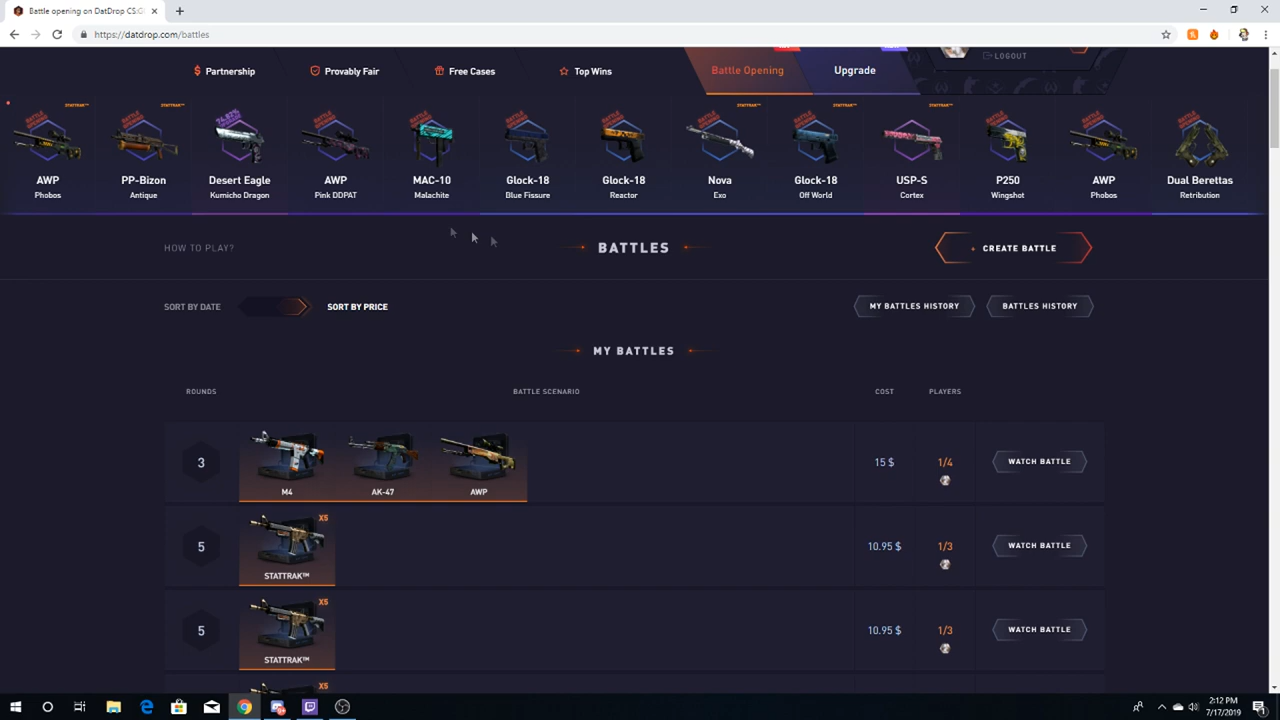 Battle opening on DatDrop CS:G
https://datdrop.com/battles
LOGOUT
Partnership
Provably Fair
Free Cases
Top Wins
Battle Opening
Upgrade
STATTRAK™
STATTRAK™
STATTRAK™
STATTRAK™
STATTRAK™
AWP
Phobos
PP-Bizon
Antique
Desert Eagle
Kumicho Dragon
AWP
Pink DDPAT
MAC-10
Malachite
Glock-18
Blue Fissure
Glock-18
Reactor
Nova
Exo
Glock-18
Off World
USP-S
Cortex
P250
Wingshot
AWP
Phobos
Dual Berettas
Retribution
HOW TO PLAY?
BATTLES
+ CREATE BATTLE
SORT BY DATE
SORT BY PRICE
MY BATTLES HISTORY
BATTLES HISTORY
MY BATTLES
ROUNDS
BATTLE SCENARIO
COST
PLAYERS
3
M4
AK-47
AWP
15 $
1/4
WATCH BATTLE
5
X5
STATTRAK™
10.95 $
1/3
WATCH BATTLE
5
X5
STATTRAK™
10.95 $
1/3
WATCH BATTLE
X5
2:12 PM
7/17/2019